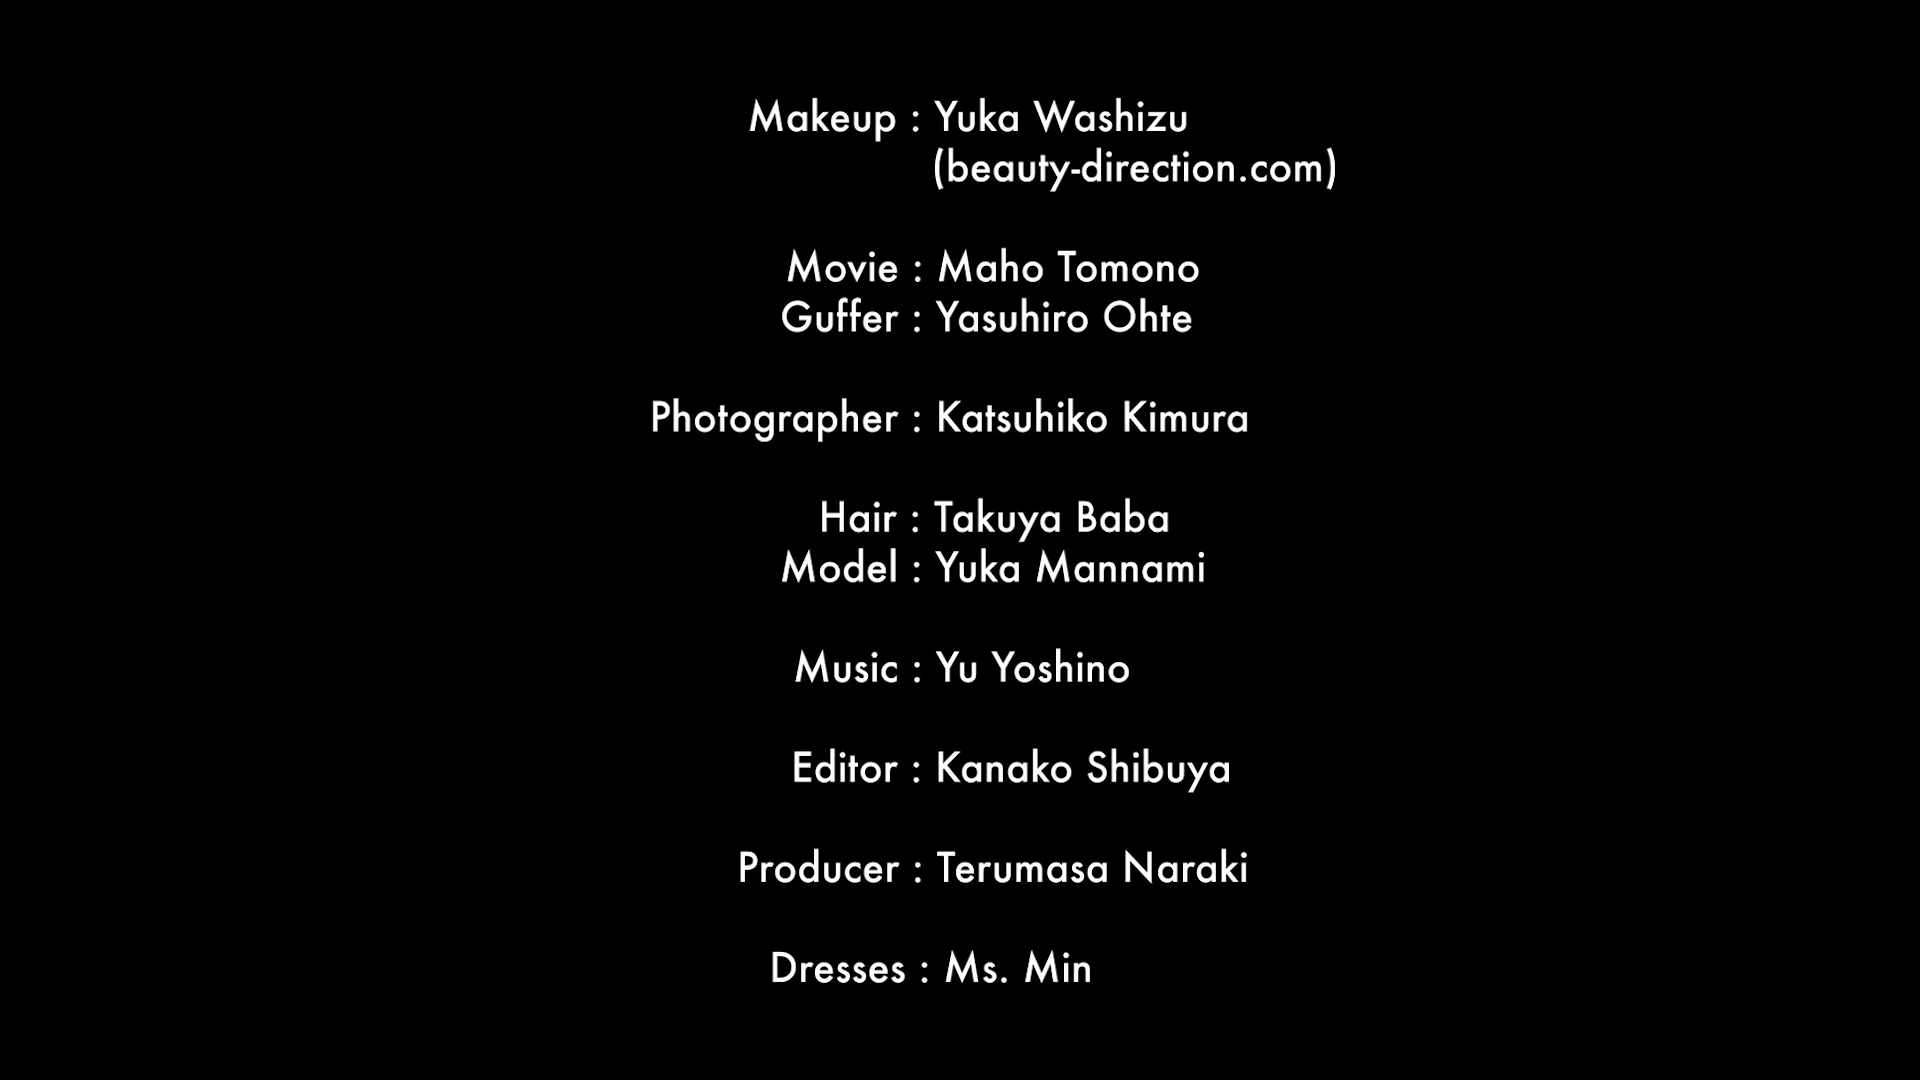 Makeup : Yuka Washizu
(beauty-direction.com)
Movie : Maho Tomono
Guffer : Yasuhiro Ohte
Photographer : Katsuhiko Kimura
Hair : Takuya Baba
Model : Yuka Mannami
Music : Yu Yoshino
Editor : Kanako Shibuya
Producer : Terumasa Naraki
Dresses : Ms. Min